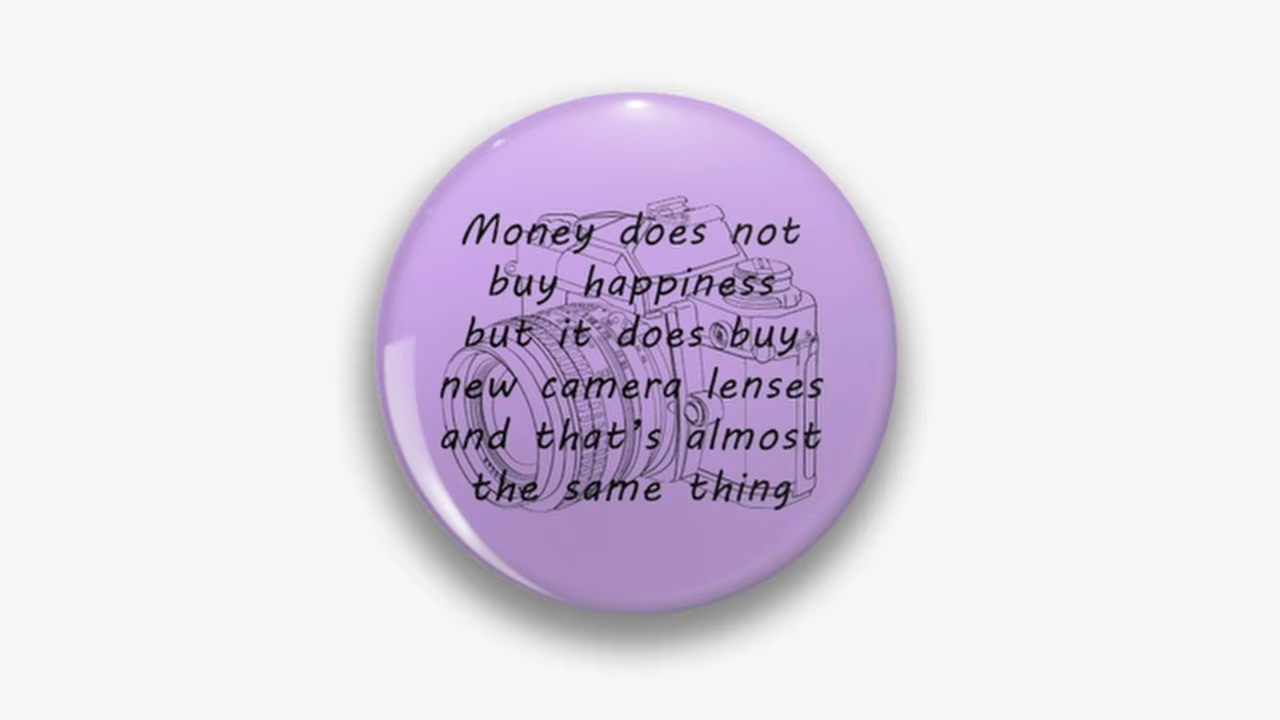 Money does not
buy happiness
but it does buy
new camera lenses
and that's almost
the same thing